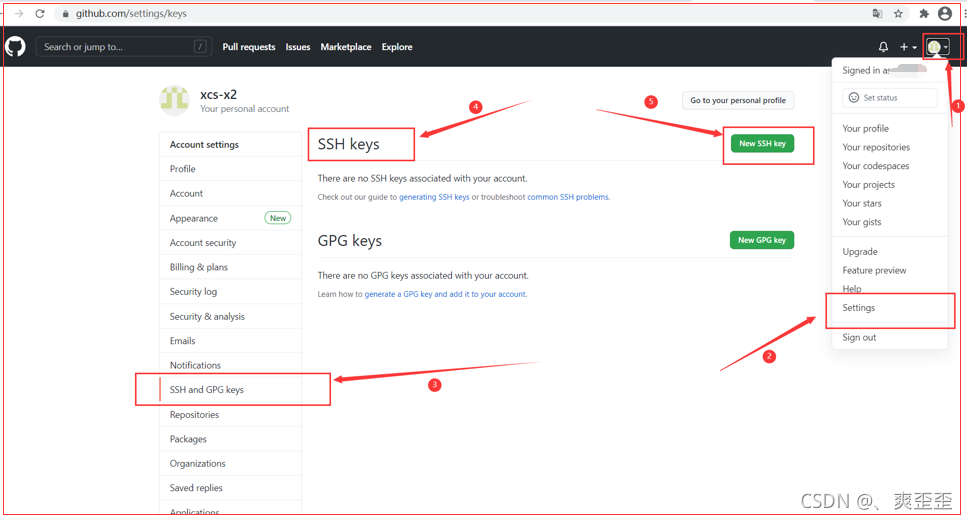 github.com/settings/keys
Search or jump to...
/
Pull requests Issues Marketplace Explore
Signed in as
Set status
1
xcs-x2
Your personal account
4
5
Go to your personal profile
Account settings
Profile
Account
Appearance New
Account security
Billing & plans
Security log
Security & analysis
Emails
Notifications
SSH and GPG keys
Repositories
Packages
Organizations
Saved replies
Applications
SSH keys
New SSH key
There are no SSH keys associated with your account.
Check out our guide to generating SSH keys or troubleshoot common SSH problems.
GPG keys
New GPG key
There are no GPG keys associated with your account.
Learn how to generate a GPG key and add it to your account.
3
2
Your profile
Your repositories
Your codespaces
Your projects
Your stars
Your gists
Upgrade
Feature preview
Help
Settings
Sign out
CSDN @、爽歪歪